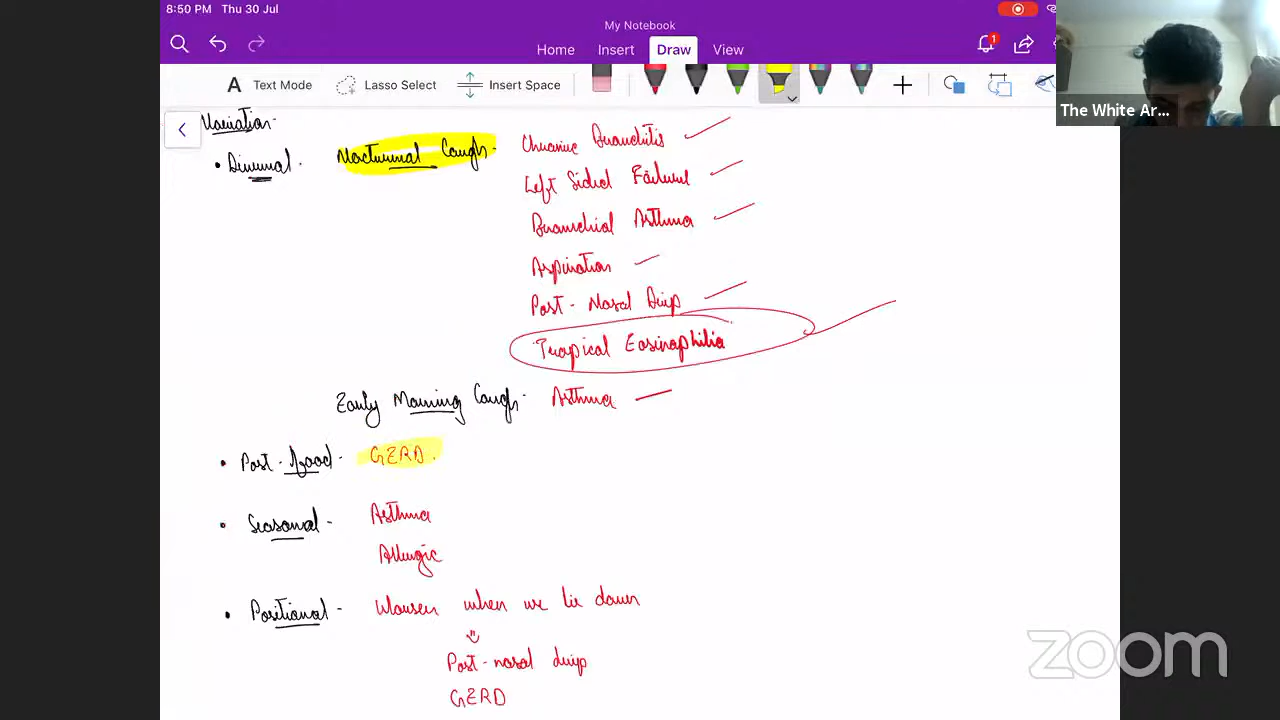 8:50 PM Thu 30 Jul
My Notebook
Home Insert Draw View
1
A Text Mode Lasso Select Insert Space
The White Ar...
Variation-
• Diurnal- Nocturnal Cough- Chronic Bronchitis
Left Sided Failure
Bronchial Asthma
Aspiration
Post-Nasal Drip
Tropical Eosinophilia
Early Morning Cough- Asthma
• Post-food- GERD.
• Seasonal- Asthma
Allergic
• Positional- Worsen when we lie down
Post-nasal drip
GERD
zoom